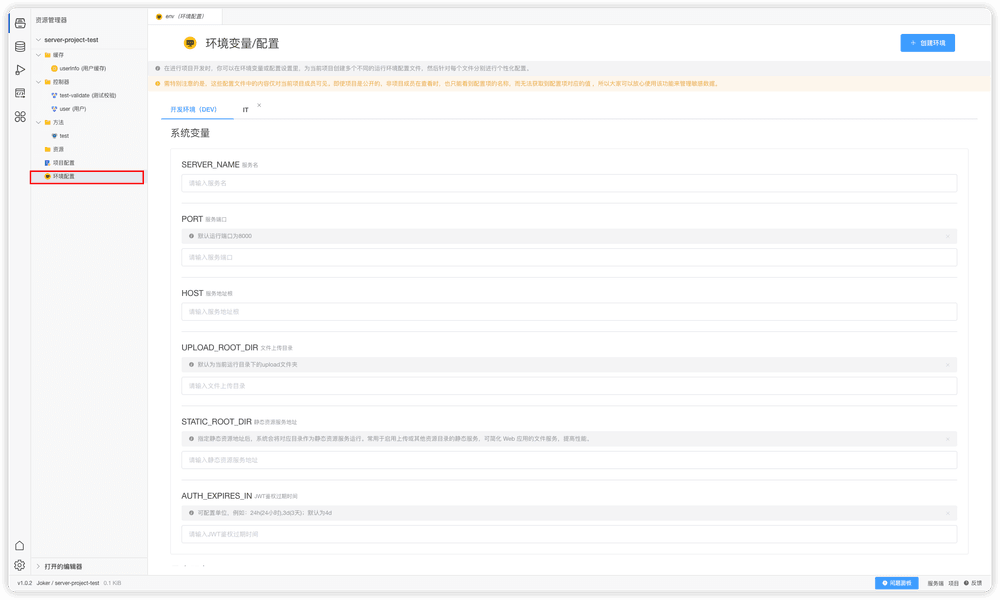 资源管理器
server-project-test
缓存
userInfo (用户缓存)
控制器
test-validate (测试校验)
user (用户)
方法
test
资源
项目配置
环境配置
打开的编辑器
env（环境配置）
环境变量/配置
+ 创建环境
在进行项目开发时，你可以在环境变量或配置设置里，为当前项目创建多个不同的运行环境配置文件，然后针对每个文件分别进行个性化配置。
需特别注意的是，这些配置文件中的内容仅对当前项目成员可见。即使项目是公开的，非项目成员在查看时，也只能看到配置项的名称，而无法获取到配置项对应的值，所以大家可以放心使用该功能来管理敏感数据。
开发环境（DEV）
IT
系统变量
SERVER_NAME 服务名
请输入服务名
PORT 服务端口
默认运行端口为8000
请输入服务端口
HOST 服务地址根
请输入服务地址根
UPLOAD_ROOT_DIR 文件上传目录
默认为当前运行目录下的upload文件夹
请输入文件上传目录
STATIC_ROOT_DIR 静态资源服务地址
指定静态资源地址后，系统会将对应目录作为静态资源服务运行。常用于启用上传或其他资源目录的静态服务，可简化 Web 应用的文件服务，提高性能。
请输入静态资源服务地址
AUTH_EXPIRES_IN JWT鉴权过期时间
可配置单位，例如：24h(24小时),3d(3天)；默认为4d
请输入JWT鉴权过期时间
v1.0.2 Joker / server-project-test 0.1 KiB
问题面板
服务端 项目 反馈